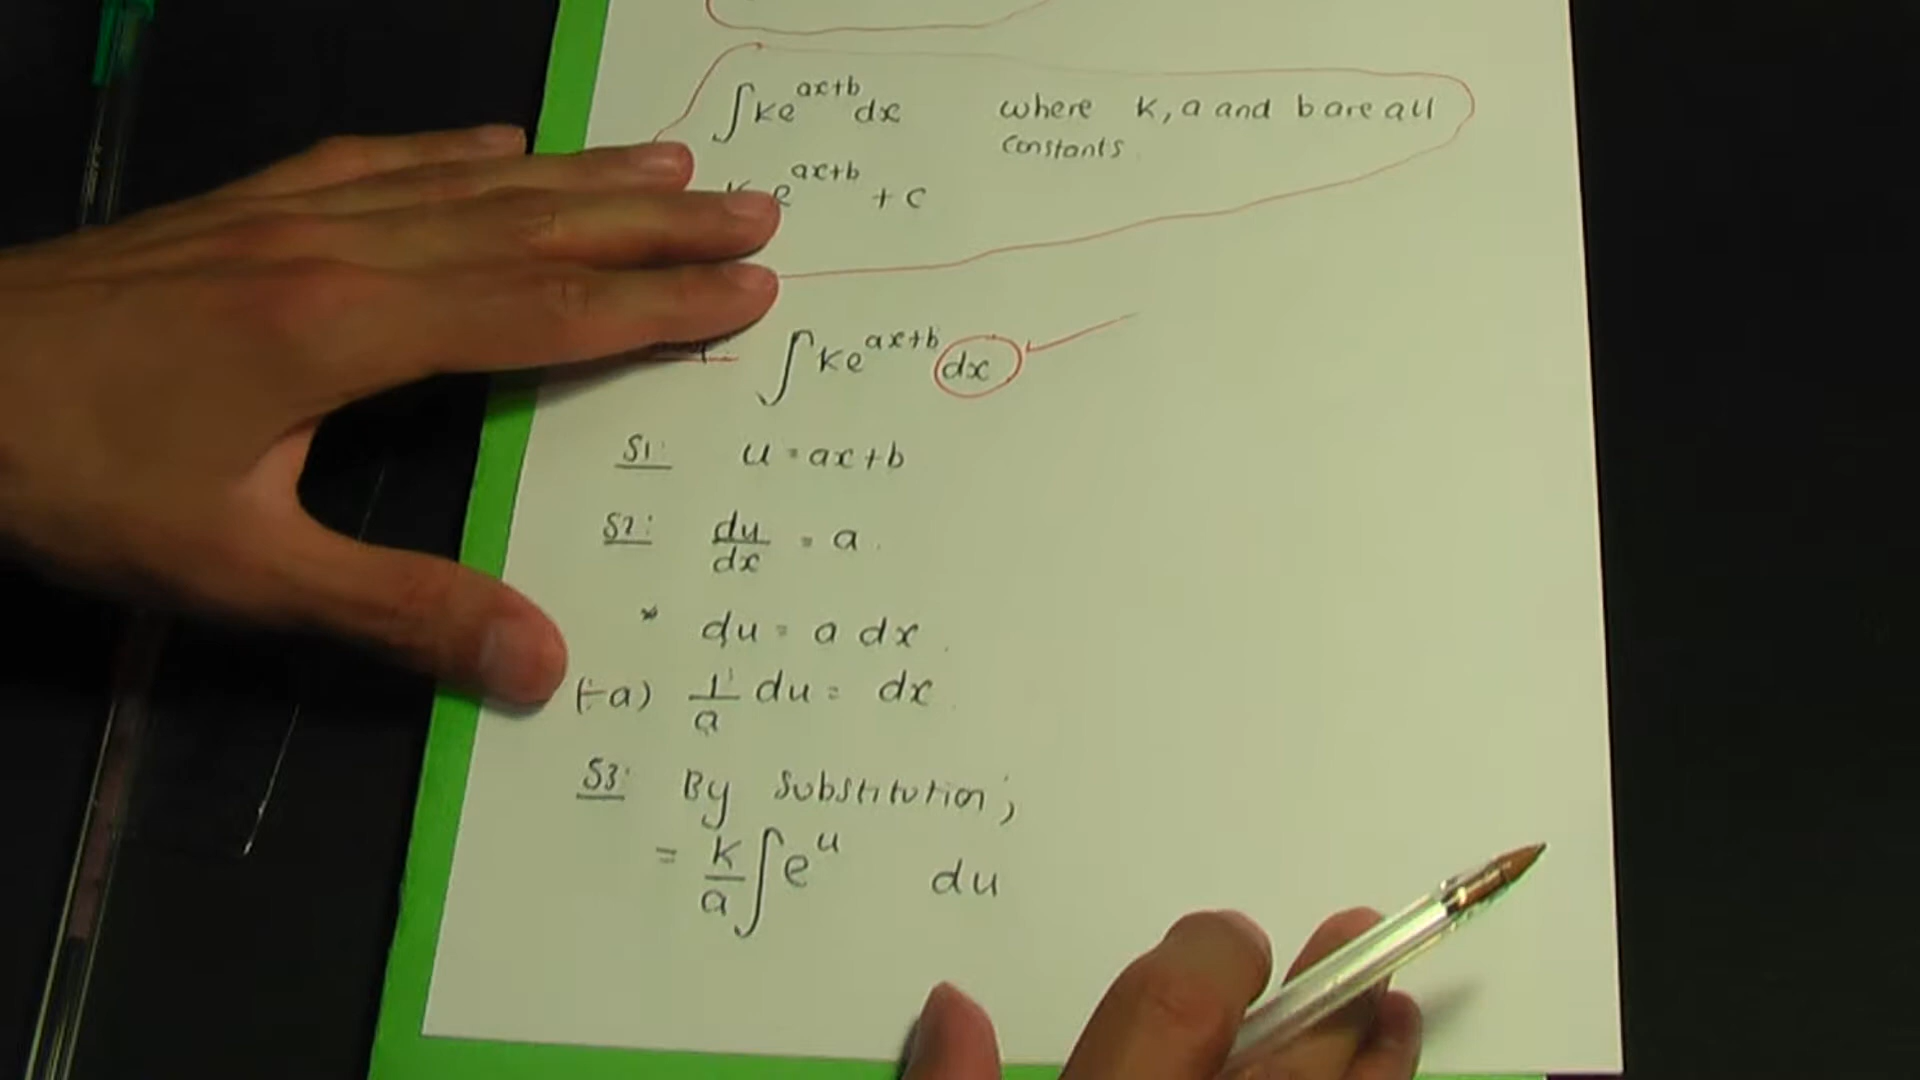 ∫ke^{ax+b}dx where k, a and b are all
constants.
e^{ax+b} + c
∫ke^{ax+b}dx
S1: u = ax+b
S2: du/dx = a.
* du = a dx.
(÷a) 1/a du = dx
S3: By substitution;
= k/a ∫e^u du